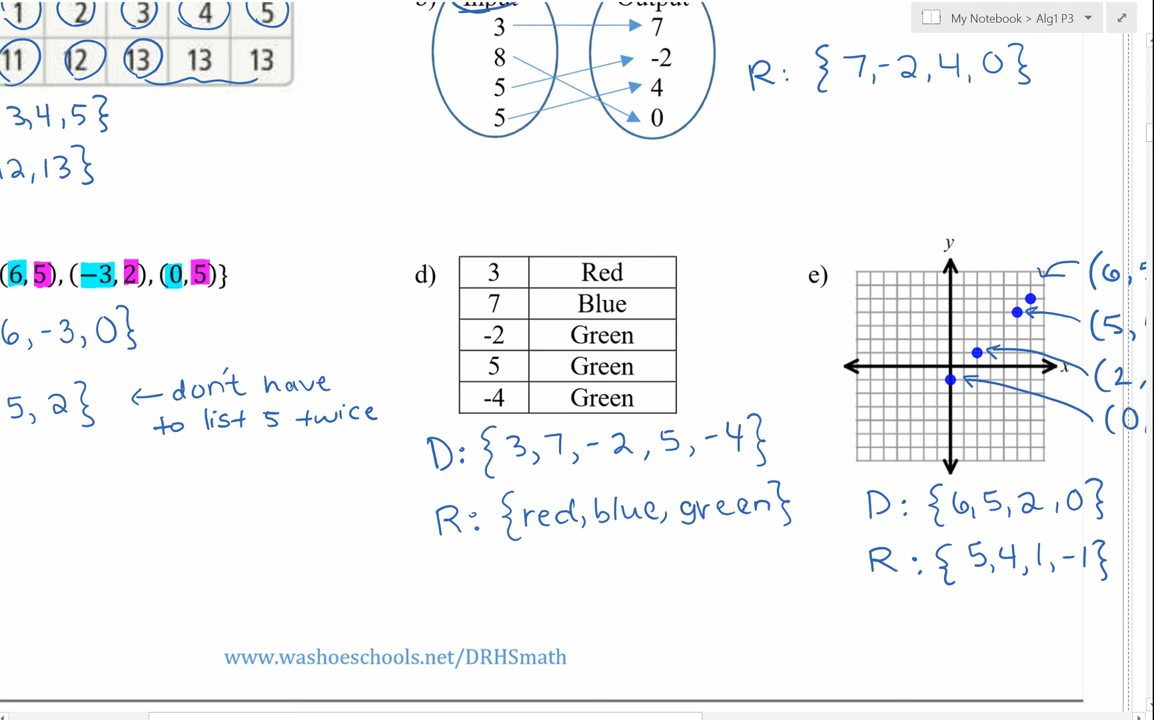 1 2 3 4 5
11 12 13 13 13
3,4,5}
2,13}
3 7
8 -2
5 4
5 0
R: {7,-2,4,0}
My Notebook > Alg1 P3
(6,5), (−3,2), (0,5)}
6,-3,0}
5,2} ← don't have
to list 5 twice
d)
3 Red
7 Blue
-2 Green
5 Green
-4 Green
D: {3,7,-2,5,-4}
R: {red,blue,green}
e)
y
x
(6,5
(5,
(2,
(0,
D: {6,5,2,0}
R: {5,4,1,-1}
www.washoeschools.net/DRHSmath